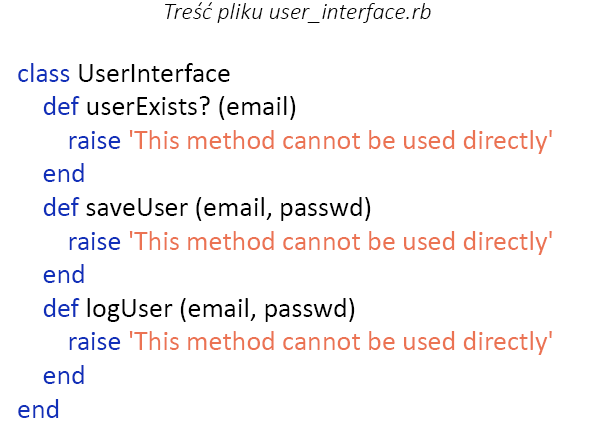 Treść pliku user_interface.rb
class UserInterface
def userExists? (email)
raise 'This method cannot be used directly'
end
def saveUser (email, passwd)
raise 'This method cannot be used directly'
end
def logUser (email, passwd)
raise 'This method cannot be used directly'
end
end